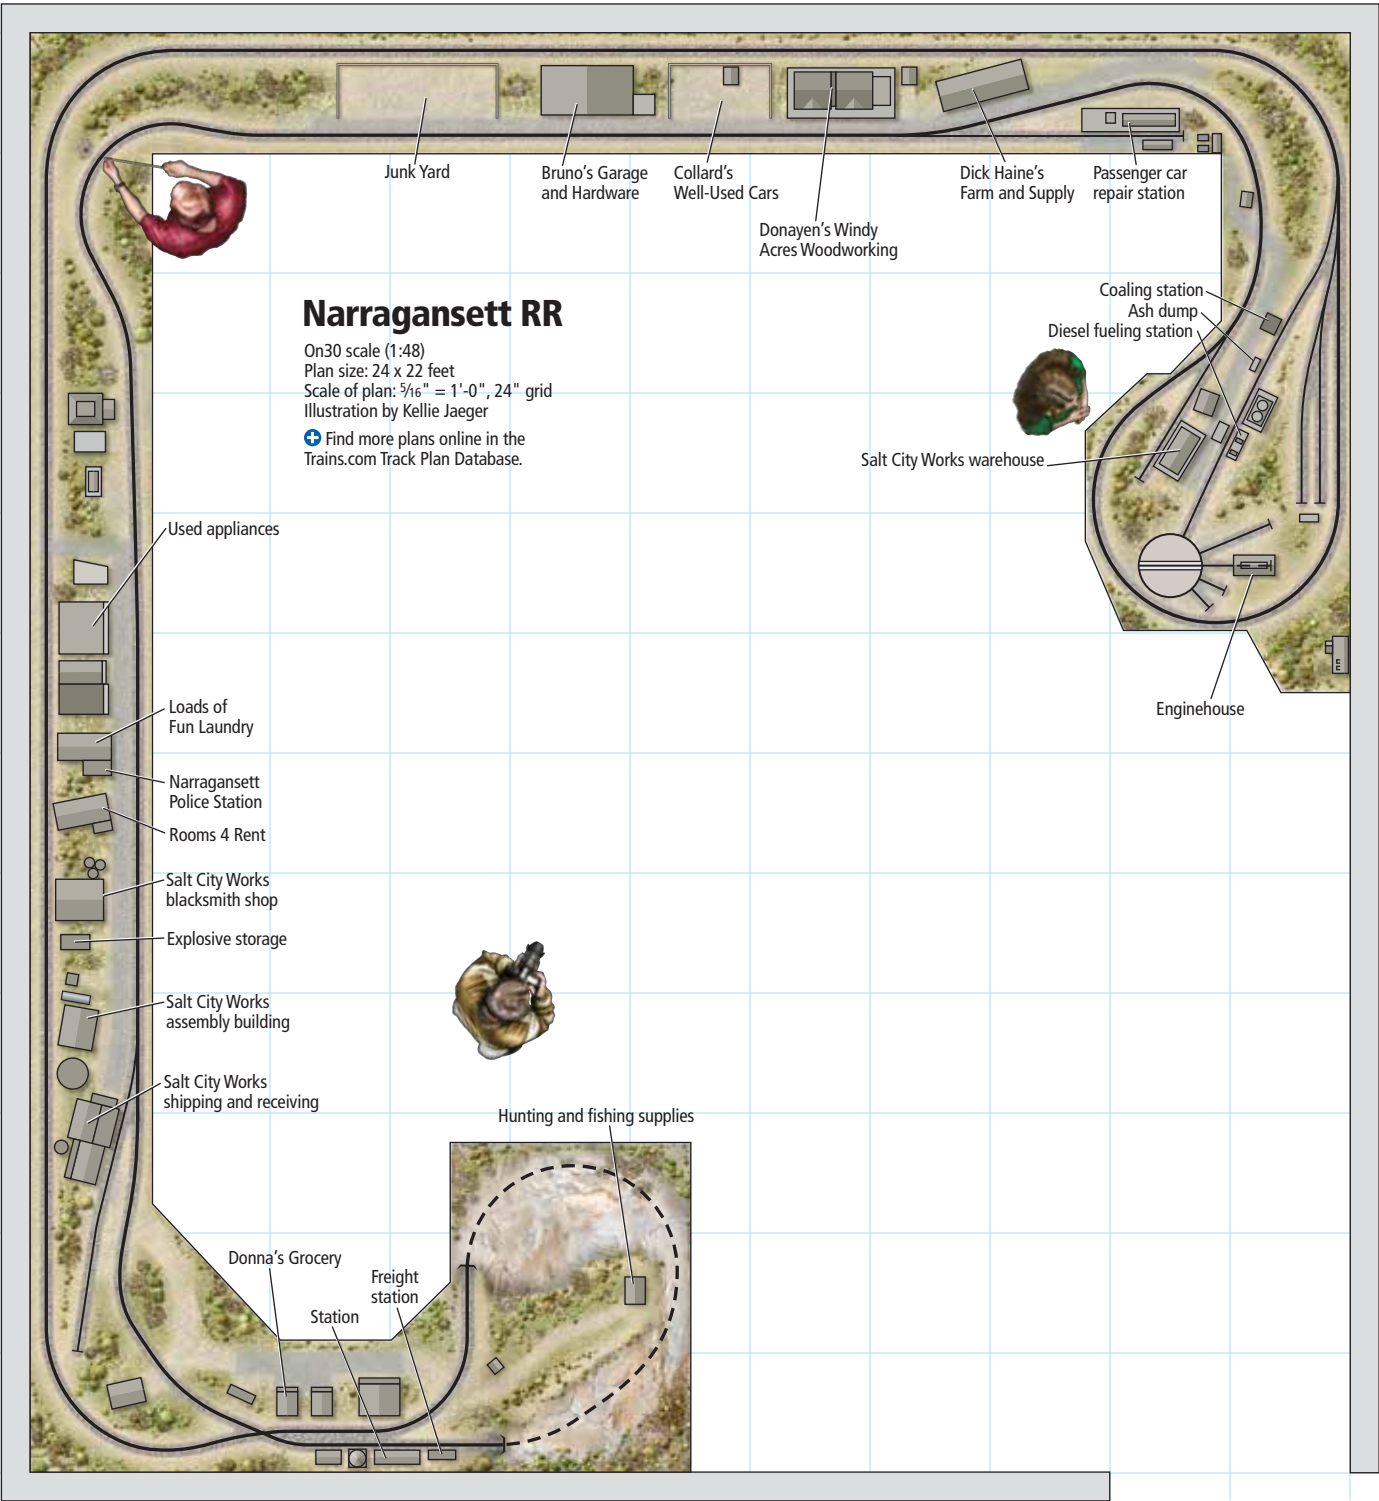 Junk Yard
Bruno's Garage
and Hardware
Collard's
Well-Used Cars
Donayen's Windy
Acres Woodworking
Dick Haine's
Farm and Supply
Passenger car
repair station
Narragansett RR
On30 scale (1:48)
Plan size: 24 x 22 feet
Scale of plan: 5/16" = 1'-0", 24" grid
Illustration by Kellie Jaeger
Find more plans online in the
Trains.com Track Plan Database.
Coaling station
Ash dump
Diesel fueling station
Salt City Works warehouse
Enginehouse
Used appliances
Loads of
Fun Laundry
Narragansett
Police Station
Rooms 4 Rent
Salt City Works
blacksmith shop
Explosive storage
Salt City Works
assembly building
Salt City Works
shipping and receiving
Hunting and fishing supplies
Donna's Grocery
Freight
station
Station